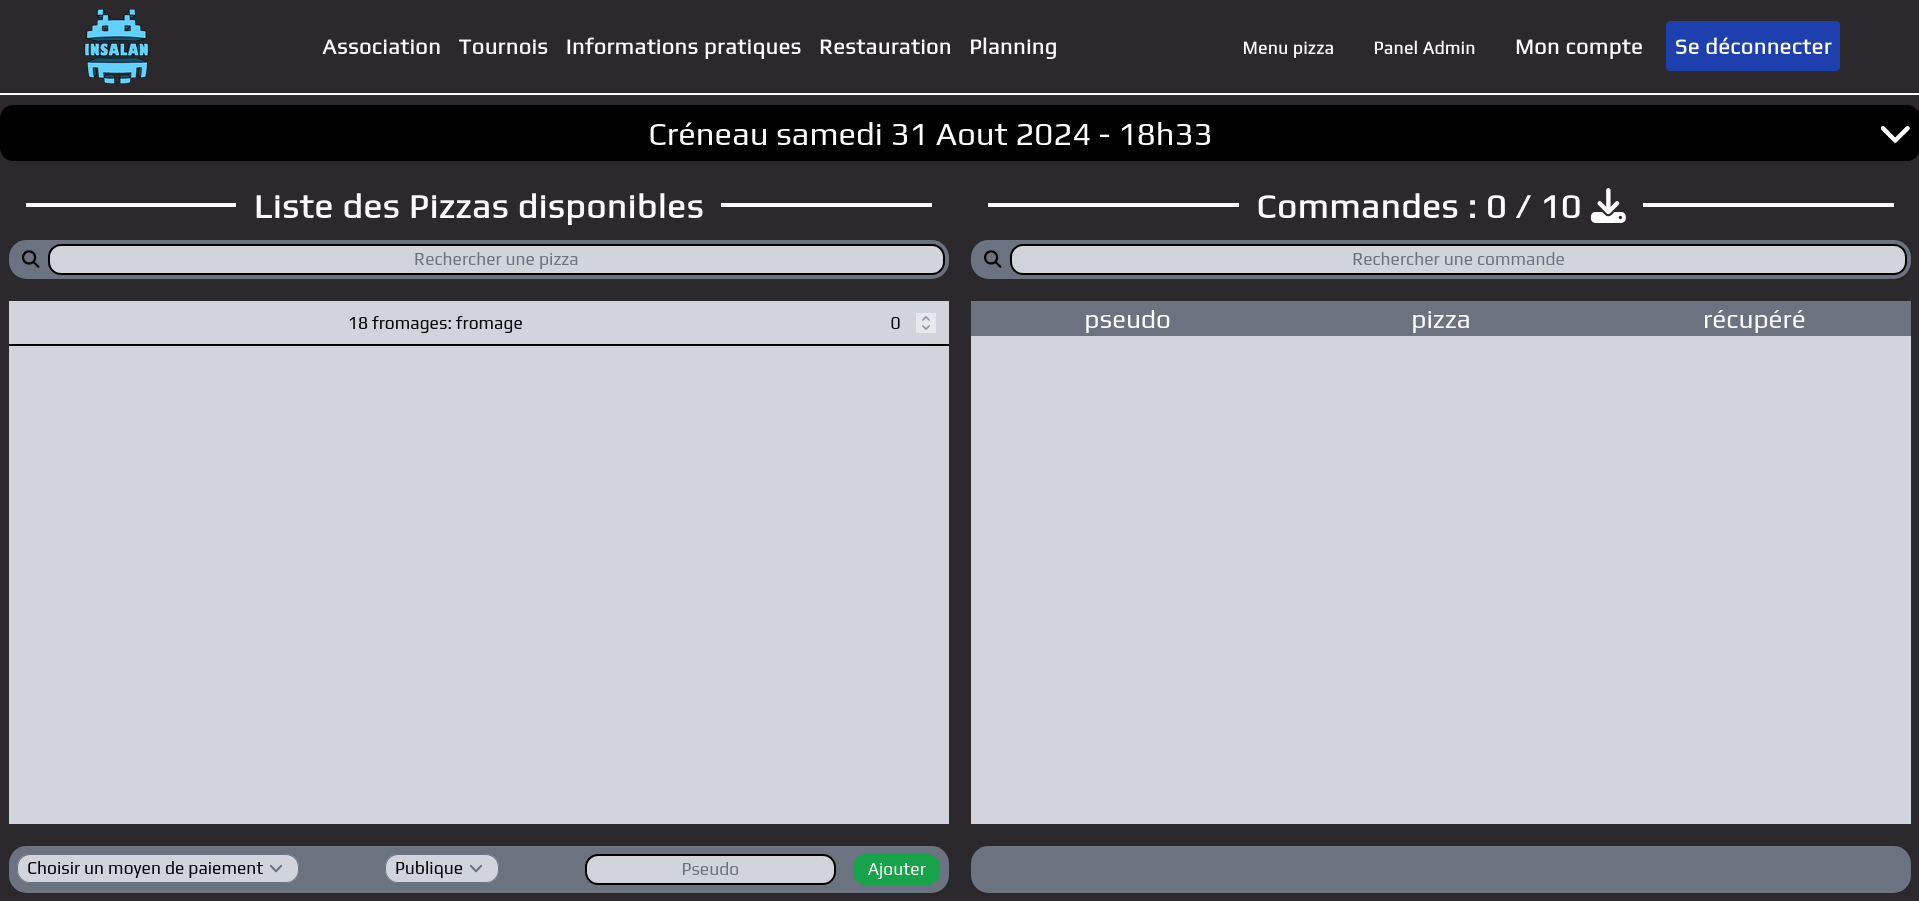 INSALAN
Association Tournois Informations pratiques Restauration Planning Menu pizza Panel Admin Mon compte Se déconnecter
Créneau samedi 31 Aout 2024 - 18h33
Liste des Pizzas disponibles
Rechercher une pizza
18 fromages: fromage 0
Choisir un moyen de paiement Publique Pseudo Ajouter
Commandes : 0 / 10
Rechercher une commande
pseudo pizza récupéré